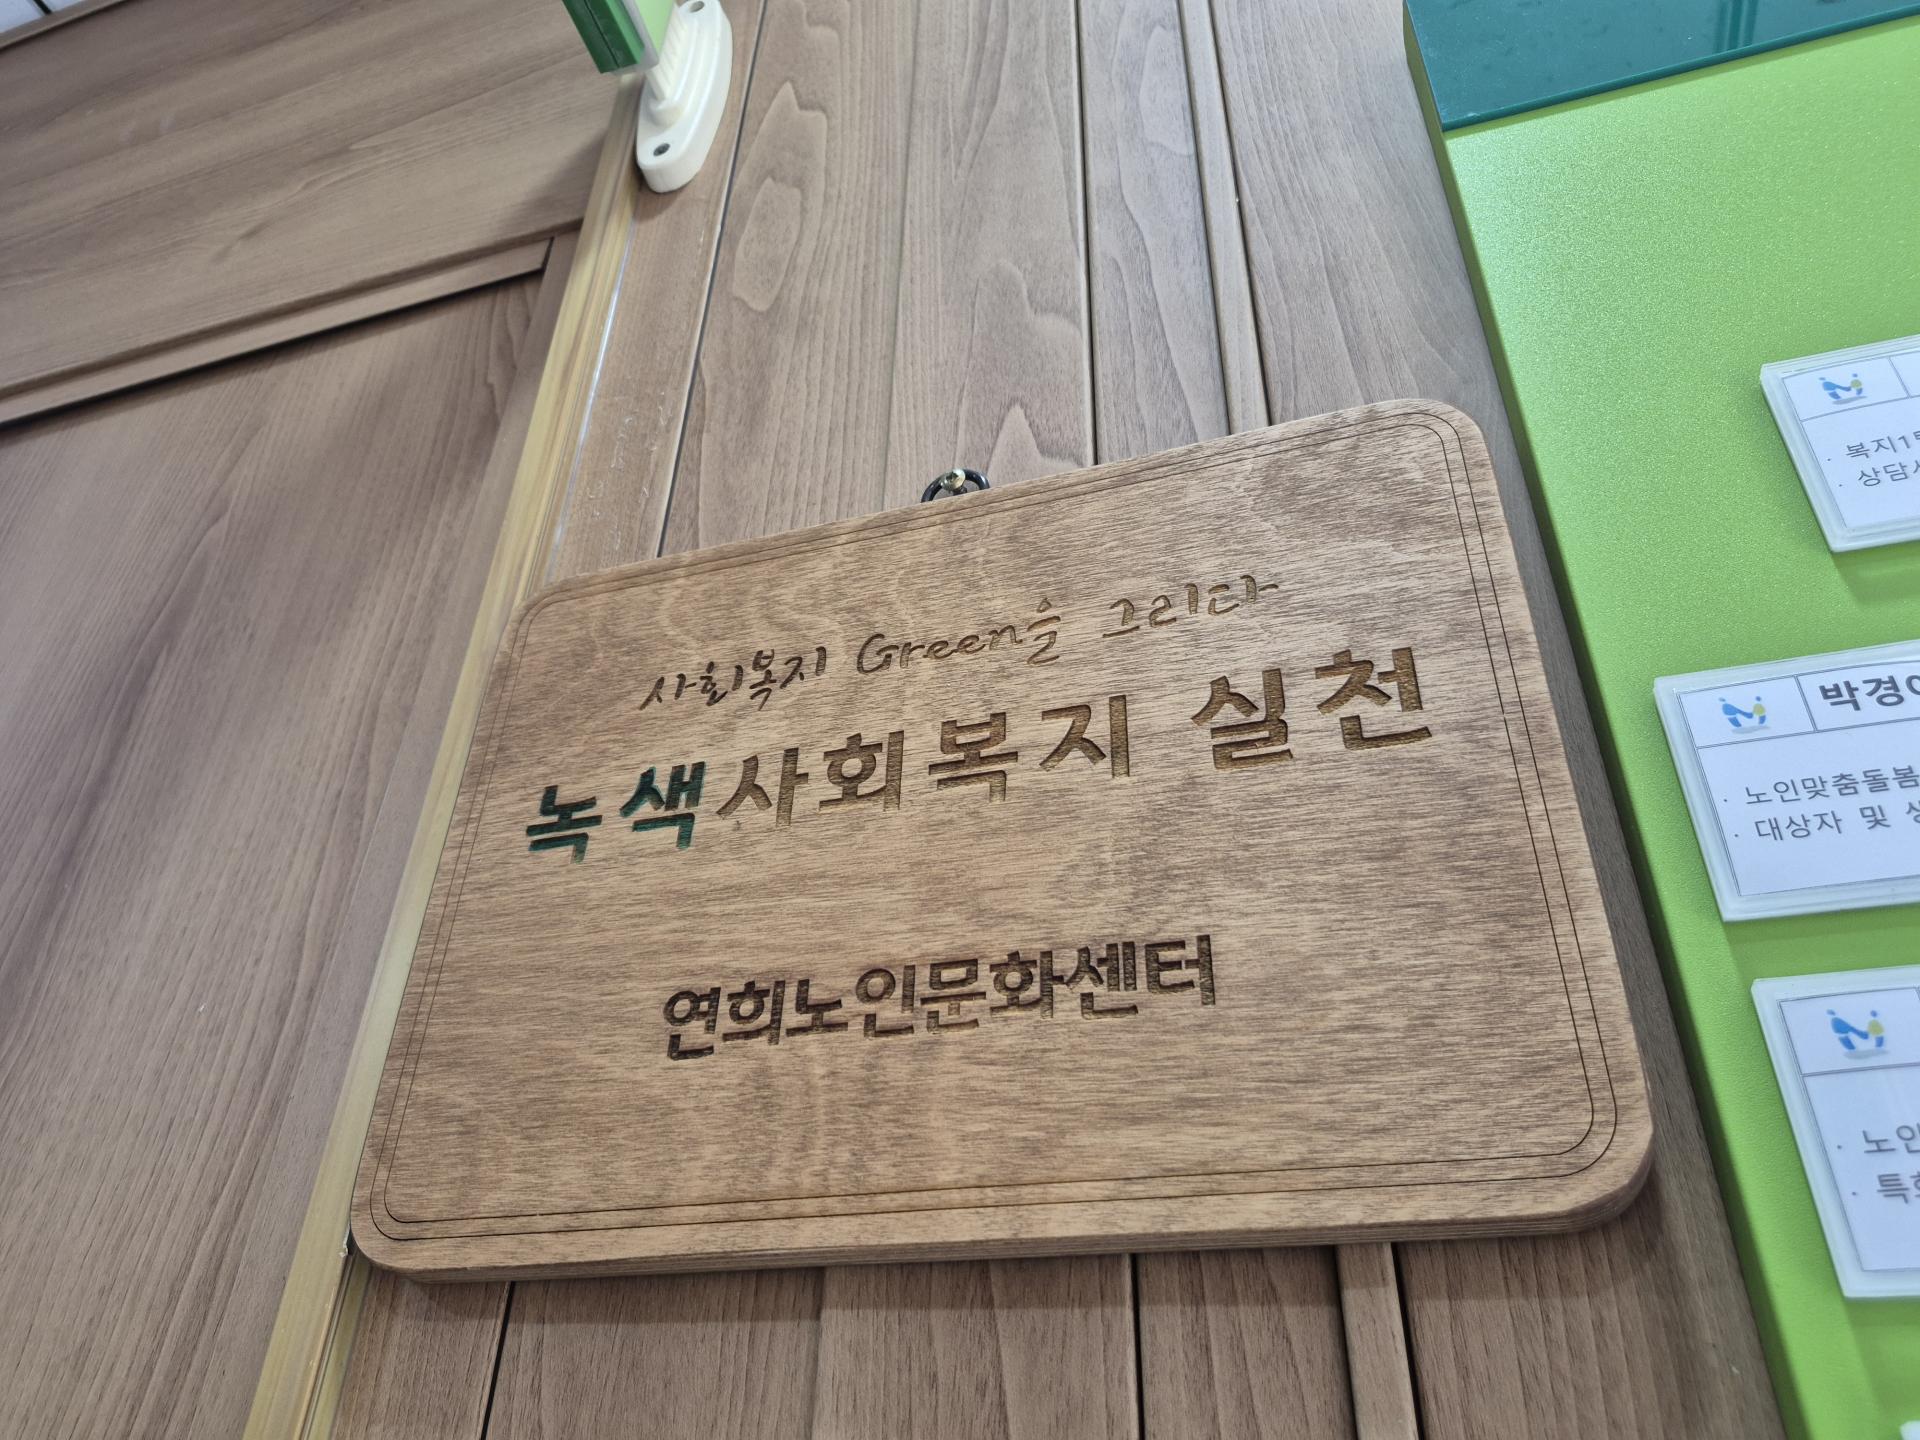 사회복지 Green을 그리다
녹색사회복지 실천
연희노인문화센터
복지1
상담
박경
노인맞춤돌봄
대상자 및
노인